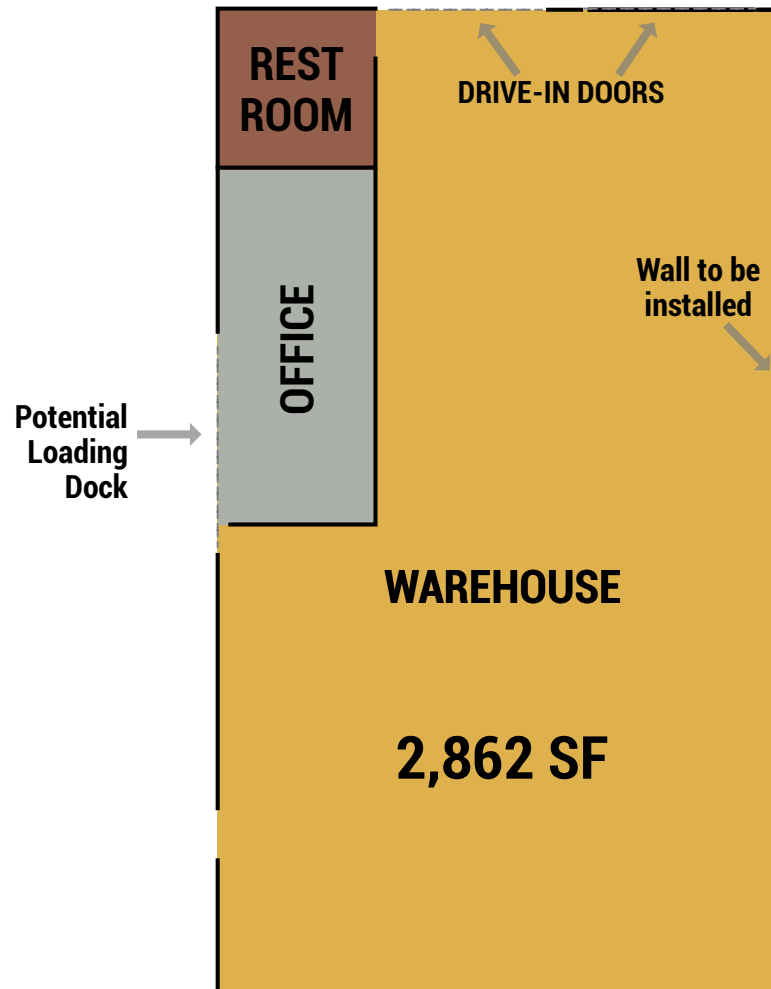 REST
ROOM
DRIVE-IN DOORS
Wall to be
installed
OFFICE
Potential
Loading
Dock
WAREHOUSE
2,862 SF